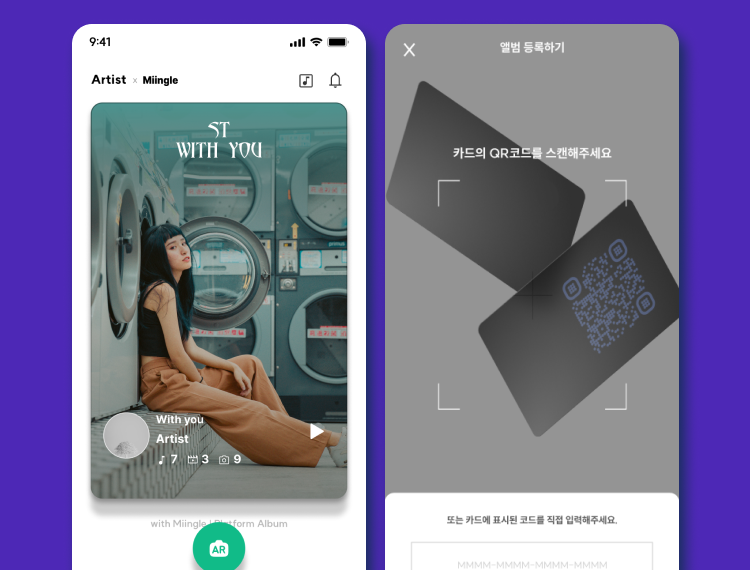 9:41
Artist x Miingle
ST
WITH YOU
With you
Artist
7 3 9
with Miingle | Platform Album
AR
앨범 등록하기
카드의 QR코드를 스캔해주세요
또는 카드에 표시된 코드를 직접 입력해주세요.
MMMM-MMMM-MMMM-MMMM